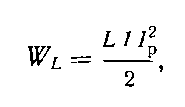 W_L = \frac{L I I_p^2}{2},